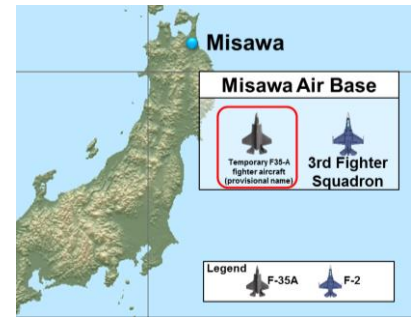 Misawa
Misawa Air Base
Temporary F35-A
fighter aircraft
(provisional name)
3rd Fighter
Squadron
Legend
F-35A
F-2